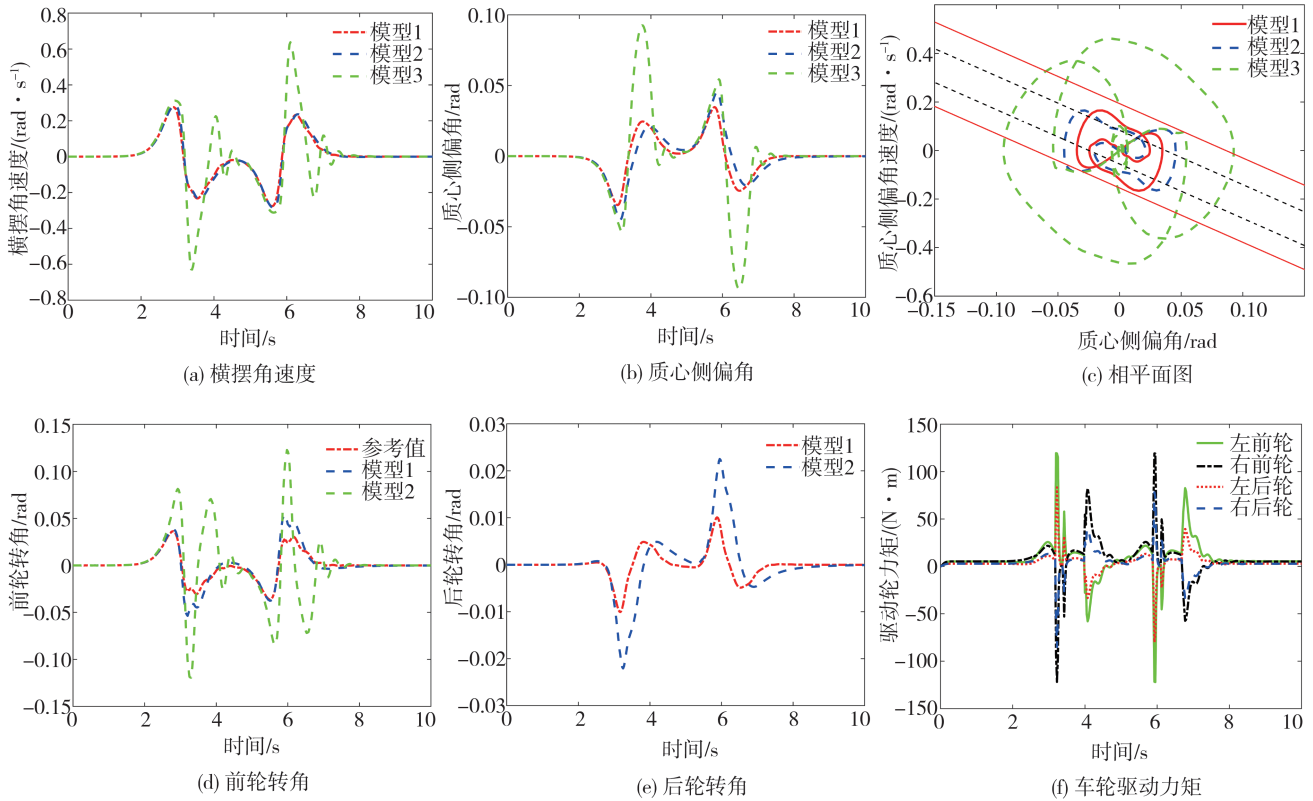 0.8
0.6
0.4
0.2
0
−0.2
−0.4
−0.6
−0.8
0
2
4
6
8
10
横摆角速度/(rad·s⁻¹)
时间/s
模型1
模型2
模型3
(a) 横摆角速度
0.10
0.05
0
−0.05
−0.10
0
2
4
6
8
10
质心侧偏角/rad
时间/s
模型1
模型2
模型3
(b) 质心侧偏角
0.4
0.2
0
−0.2
−0.4
−0.6
−0.15
−0.10
−0.05
0
0.05
0.10
质心侧偏角速度/(rad·s⁻¹)
质心侧偏角/rad
模型1
模型2
模型3
(c) 相平面图
0.15
0.10
0.05
0
−0.05
−0.10
−0.15
0
2
4
6
8
10
前轮转角/rad
时间/s
参考值
模型1
模型2
(d) 前轮转角
0.03
0.02
0.01
0
−0.01
−0.02
−0.03
0
2
4
6
8
10
后轮转角/rad
时间/s
模型1
模型2
(e) 后轮转角
150
100
50
0
−50
−100
−150
0
2
4
6
8
10
驱动轮力矩/(N·m)
时间/s
左前轮
右前轮
左后轮
右后轮
(f) 车轮驱动力矩